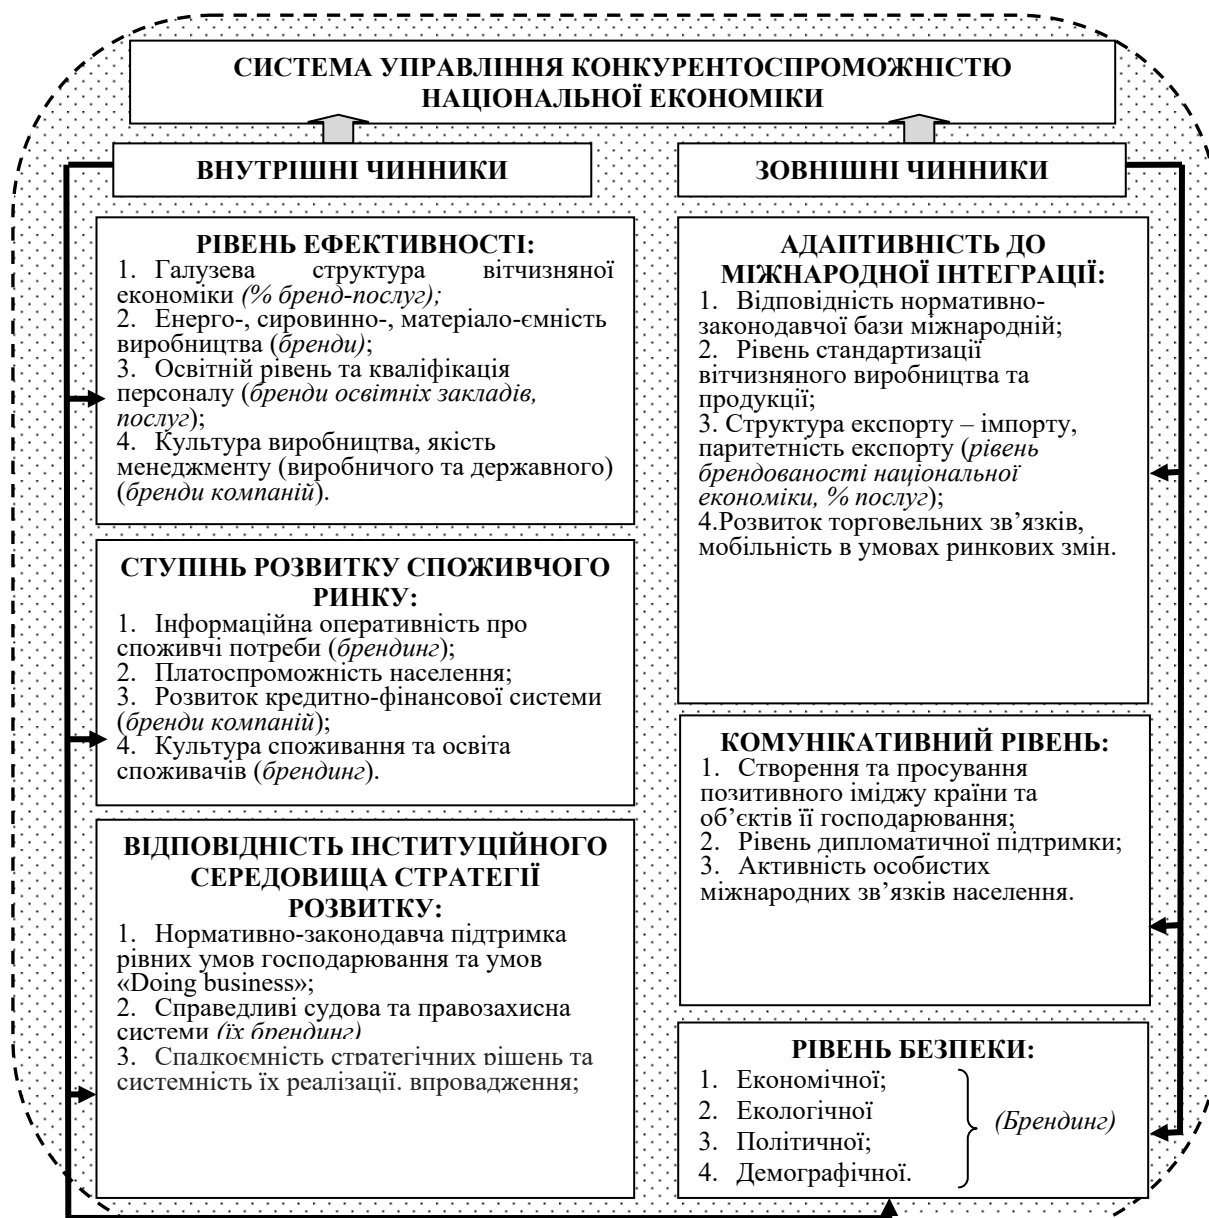 СИСТЕМА УПРАВЛІННЯ КОНКУРЕНТОСПРОМОЖНІСТЮ
НАЦІОНАЛЬНОЇ ЕКОНОМІКИ
ВНУТРІШНІ ЧИННИКИ
РІВЕНЬ ЕФЕКТИВНОСТІ:
1. Галузева структура вітчизняної
економіки (% бренд-послуг);
2. Енерго-, сировинно-, матеріало-ємність
виробництва (бренди);
3. Освітній рівень та кваліфікація
персоналу (бренди освітніх закладів,
послуг);
4. Культура виробництва, якість
менеджменту (виробничого та державного)
(бренди компаній).
СТУПІНЬ РОЗВИТКУ СПОЖИВЧОГО
РИНКУ:
1. Інформаційна оперативність про
споживчі потреби (брендинг);
2. Платоспроможність населення;
3. Розвиток кредитно-фінансової системи
(бренди компаній);
4. Культура споживання та освіта
споживачів (брендинг).
ВІДПОВІДНІСТЬ ІНСТИТУЦІЙНОГО
СЕРЕДОВИЩА СТРАТЕГІЇ
РОЗВИТКУ:
1. Нормативно-законодавча підтримка
рівних умов господарювання та умов
«Doing business»;
2. Справедливі судова та правозахисна
системи (їх брендинг)
3. Спадкоємність стратегічних рішень та
системність їх реалізації. впровадження;
ЗОВНІШНІ ЧИННИКИ
АДАПТИВНІСТЬ ДО
МІЖНАРОДНОЇ ІНТЕГРАЦІЇ:
1. Відповідність нормативно-
законодавчої бази міжнародній;
2. Рівень стандартизації
вітчизняного виробництва та
продукції;
3. Структура експорту – імпорту,
паритетність експорту (рівень
брендованості національної
економіки, % послуг);
4.Розвиток торговельних зв’язків,
мобільність в умовах ринкових змін.
КОМУНІКАТИВНИЙ РІВЕНЬ:
1. Створення та просування
позитивного іміджу країни та
об’єктів її господарювання;
2. Рівень дипломатичної підтримки;
3. Активність особистих
міжнародних зв’язків населення.
РІВЕНЬ БЕЗПЕКИ:
1. Економічної;
2. Екологічної
3. Політичної;
4. Демографічної.
(Брендинг)